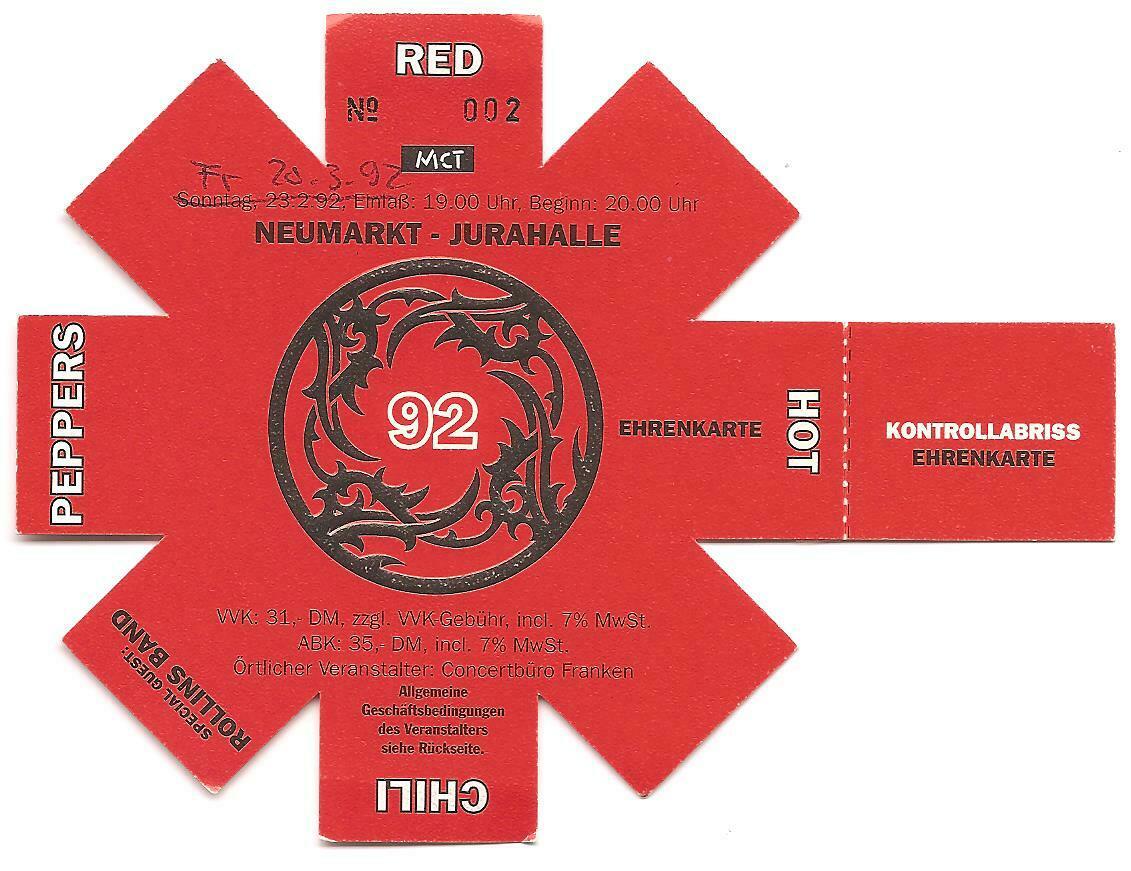 RED
Nº 002
MCT
Fr 20.3.92
Sonntag, 23.2.92, Einlaß: 19.00 Uhr, Beginn: 20.00 Uhr
NEUMARKT - JURAHALLE
PEPPERS
92
EHRENKARTE
HOT
KONTROLLABRISS
EHRENKARTE
VVK: 31,- DM, zzgl. VVK-Gebühr, incl. 7% MwSt.
ABK: 35,- DM, incl. 7% MwSt.
Örtlicher Veranstalter: Concertbüro Franken
SPECIAL GUEST:
ROLLINS BAND
Allgemeine
Geschäftsbedingungen
des Veranstalters
siehe Rückseite.
CHILI